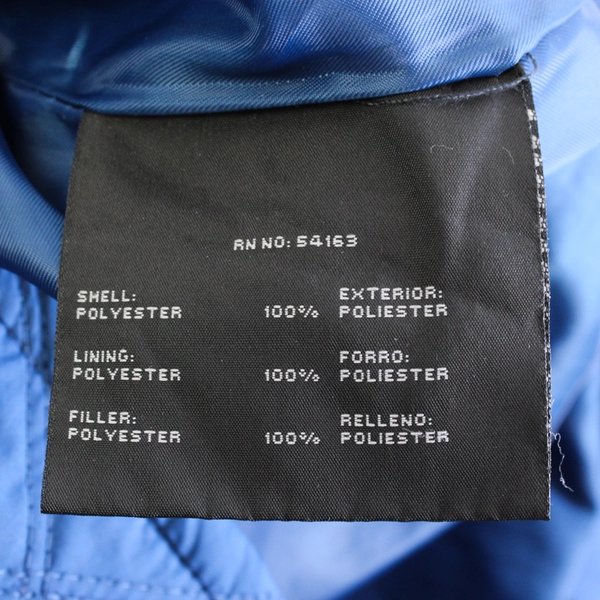 RN NO: 54163
SHELL: EXTERIOR:
POLYESTER 100% POLIESTER
LINING: FORRO:
POLYESTER 100% POLIESTER
FILLER: RELLENO:
POLYESTER 100% POLIESTER